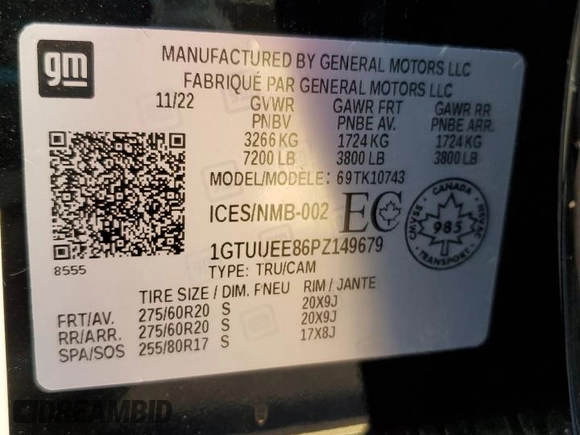 gm
MANUFACTURED BY GENERAL MOTORS LLC
FABRIQUÉ PAR GENERAL MOTORS LLC
11/22 GVWR GAWR FRT GAWR RR
PNBV PNBE AV. PNBE ARR.
3266 KG 1724 KG 1724 KG
7200 LB 3800 LB 3800 LB
MODEL/MODÈLE: 69TK10743
ICES/NMB-002 EC
CANADA
CMVSS NSVAC
985
1GTUUEE86PZ149679
8555
TYPE: TRU/CAM
TIRE SIZE / DIM. PNEU RIM / JANTE
FRT/AV. 275/60R20 S 20X9J
RR/ARR. 275/60R20 S 20X9J
SPA/SOS 255/80R17 S 17X8J
DREAMBID